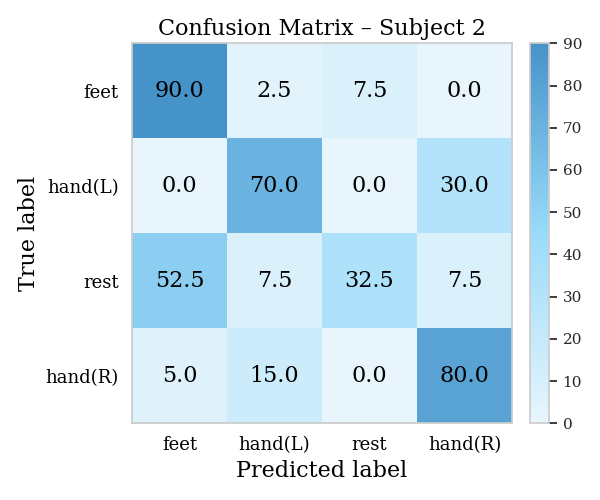 Confusion Matrix – Subject 2
feet 90.0 2.5 7.5 0.0
hand(L) 0.0 70.0 0.0 30.0
rest 52.5 7.5 32.5 7.5
hand(R) 5.0 15.0 0.0 80.0
feet hand(L) rest hand(R)
Predicted label
True label
90
80
70
60
50
40
30
20
10
0